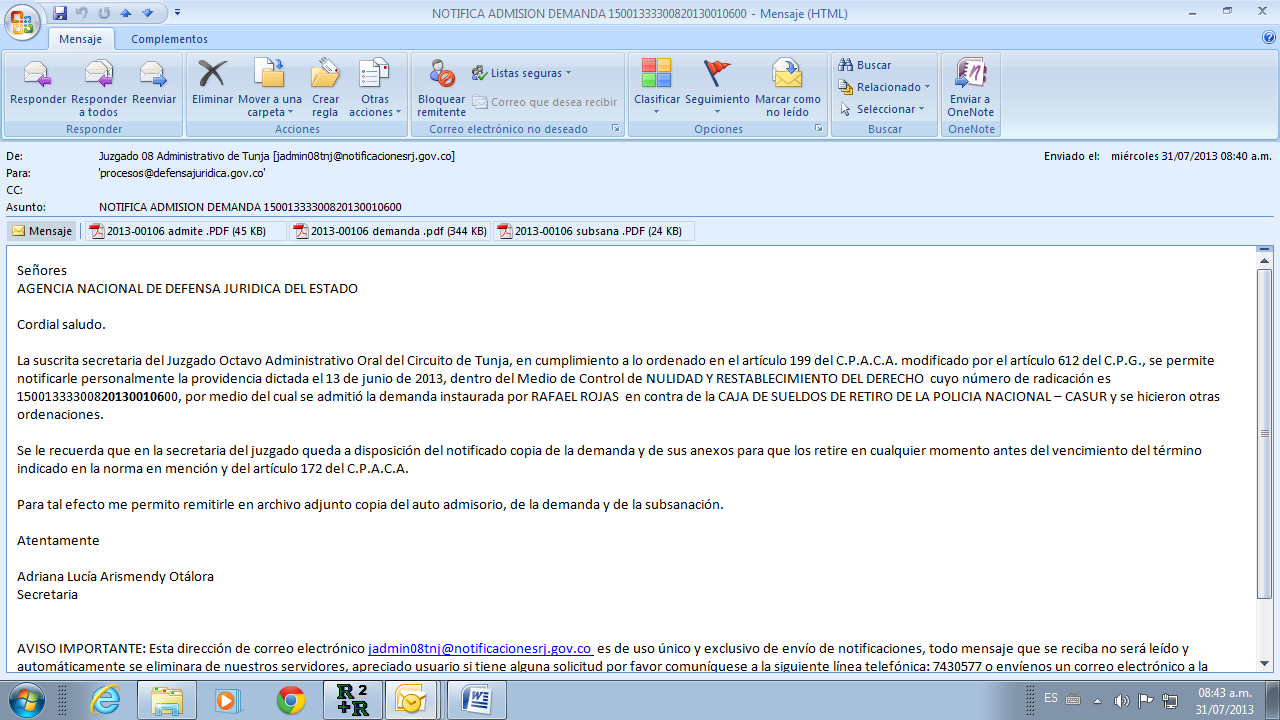 NOTIFICA ADMISION DEMANDA 15001333300820130010600 - Mensaje (HTML)
Mensaje Complementos
Responder Responder a todos Reenviar
Responder
Eliminar Mover a una carpeta Crear regla Otras acciones
Acciones
Bloquear remitente Listas seguras Correo que desea recibir
Correo electrónico no deseado
Clasificar Seguimiento Marcar como no leído
Opciones
Buscar
Relacionado
Seleccionar
Buscar
Enviar a OneNote
OneNote
De: Juzgado 08 Administrativo de Tunja [jadmin08tnj@notificacionesrj.gov.co] Enviado el: miércoles 31/07/2013 08:40 a.m.
Para: 'procesos@defensajuridica.gov.co'
CC:
Asunto: NOTIFICA ADMISION DEMANDA 15001333300820130010600
Mensaje 2013-00106 admite .PDF (45 KB) 2013-00106 demanda .pdf (344 KB) 2013-00106 subsana .PDF (24 KB)
Señores
AGENCIA NACIONAL DE DEFENSA JURIDICA DEL ESTADO
Cordial saludo.
La suscrita secretaria del Juzgado Octavo Administrativo Oral del Circuito de Tunja, en cumplimiento a lo ordenado en el artículo 199 del C.P.A.C.A. modificado por el artículo 612 del C.P.G., se permite
notificarle personalmente la providencia dictada el 13 de junio de 2013, dentro del Medio de Control de NULIDAD Y RESTABLECIMIENTO DEL DERECHO cuyo número de radicación es
15001333300820130010600, por medio del cual se admitió la demanda instaurada por RAFAEL ROJAS en contra de la CAJA DE SUELDOS DE RETIRO DE LA POLICIA NACIONAL – CASUR y se hicieron otras
ordenaciones.
Se le recuerda que en la secretaria del juzgado queda a disposición del notificado copia de la demanda y de sus anexos para que los retire en cualquier momento antes del vencimiento del término
indicado en la norma en mención y del artículo 172 del C.P.A.C.A.
Para tal efecto me permito remitirle en archivo adjunto copia del auto admisorio, de la demanda y de la subsanación.
Atentamente
Adriana Lucía Arismendy Otálora
Secretaria
AVISO IMPORTANTE: Esta dirección de correo electrónico jadmin08tnj@notificacionesrj.gov.co es de uso único y exclusivo de envío de notificaciones, todo mensaje que se reciba no será leído y
automáticamente se eliminara de nuestros servidores, apreciado usuario si tiene alguna solicitud por favor comuníquese a la siguiente línea telefónica: 7430577 o envíenos un correo electrónico a la
R2+R
ES 08:43 a.m.
31/07/2013